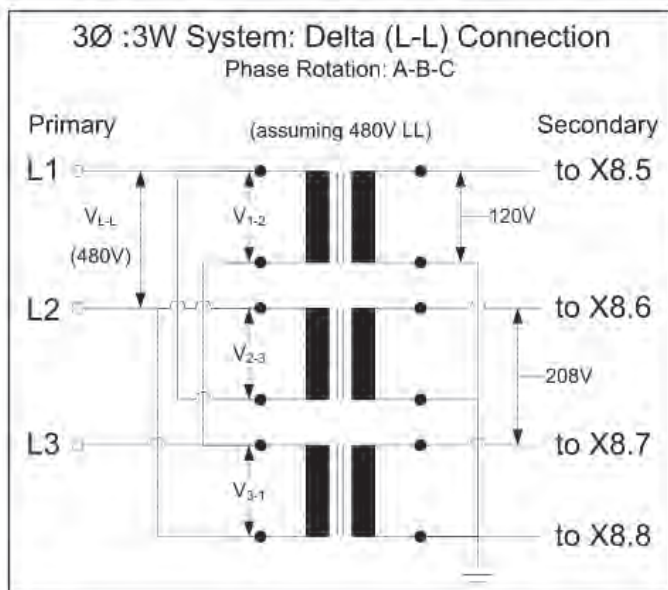 3Ø :3W System: Delta (L-L) Connection
Phase Rotation: A-B-C
Primary (assuming 480V LL) Secondary
L1 to X8.5
V1-2
VL-L
120V
(480V)
L2 to X8.6
V2-3
208V
L3 to X8.7
V3-1
to X8.8